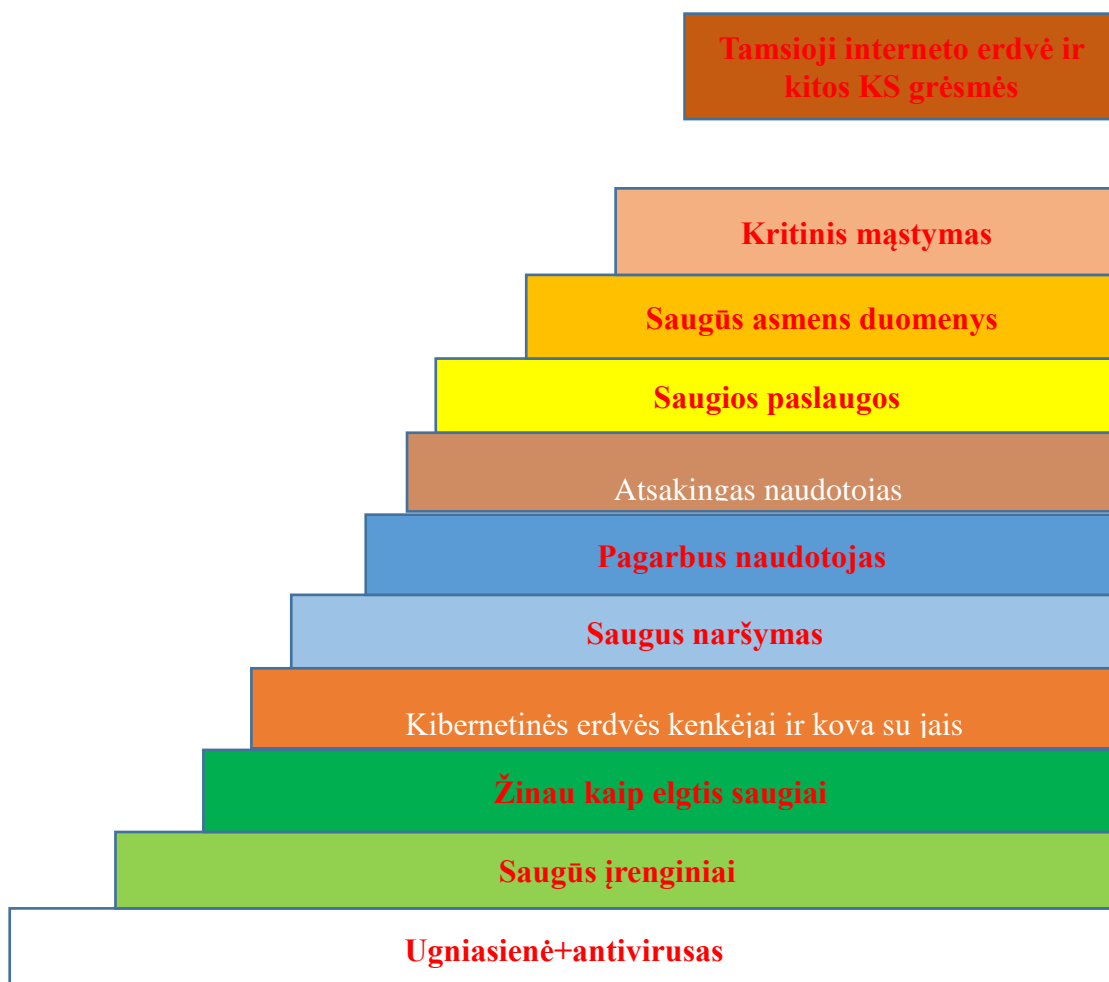 Tamsioji interneto erdvė ir
kitos KS grėsmės
Kritinis mąstymas
Saugūs asmens duomenys
Saugios paslaugos
Atsakingas naudotojas
Pagarbus naudotojas
Saugus naršymas
Kibernetinės erdvės kenkėjai ir kova su jais
Žinau kaip elgtis saugiai
Saugūs įrenginiai
Ugniasienė+antivirusas